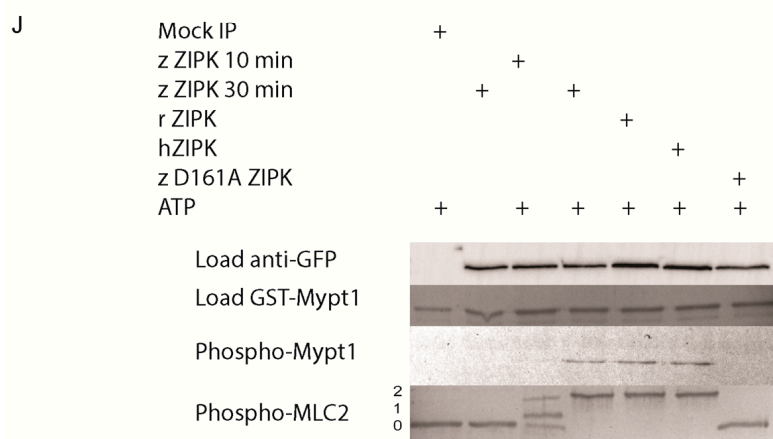 J
Mock IP +
z ZIPK 10 min +
z ZIPK 30 min + +
r ZIPK +
hZIPK +
z D161A ZIPK +
ATP + + + + + +
Load anti-GFP
Load GST-Mypt1
Phospho-Mypt1
Phospho-MLC2 2
1
0